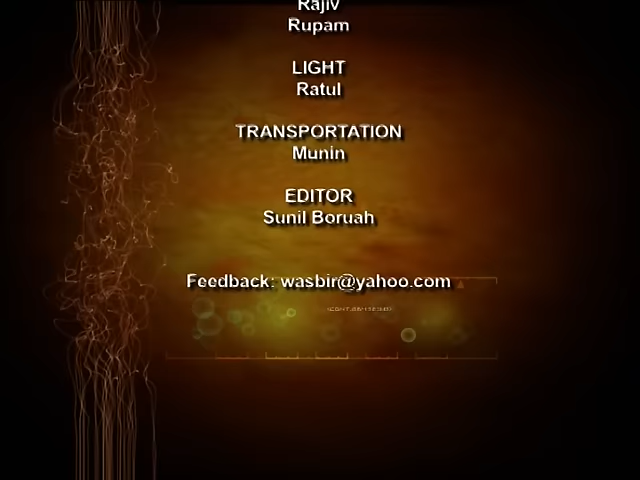 Rajiv
Rupam
LIGHT
Ratul
TRANSPORTATION
Munin
EDITOR
Sunil Boruah
Feedback: wasbir@yahoo.com